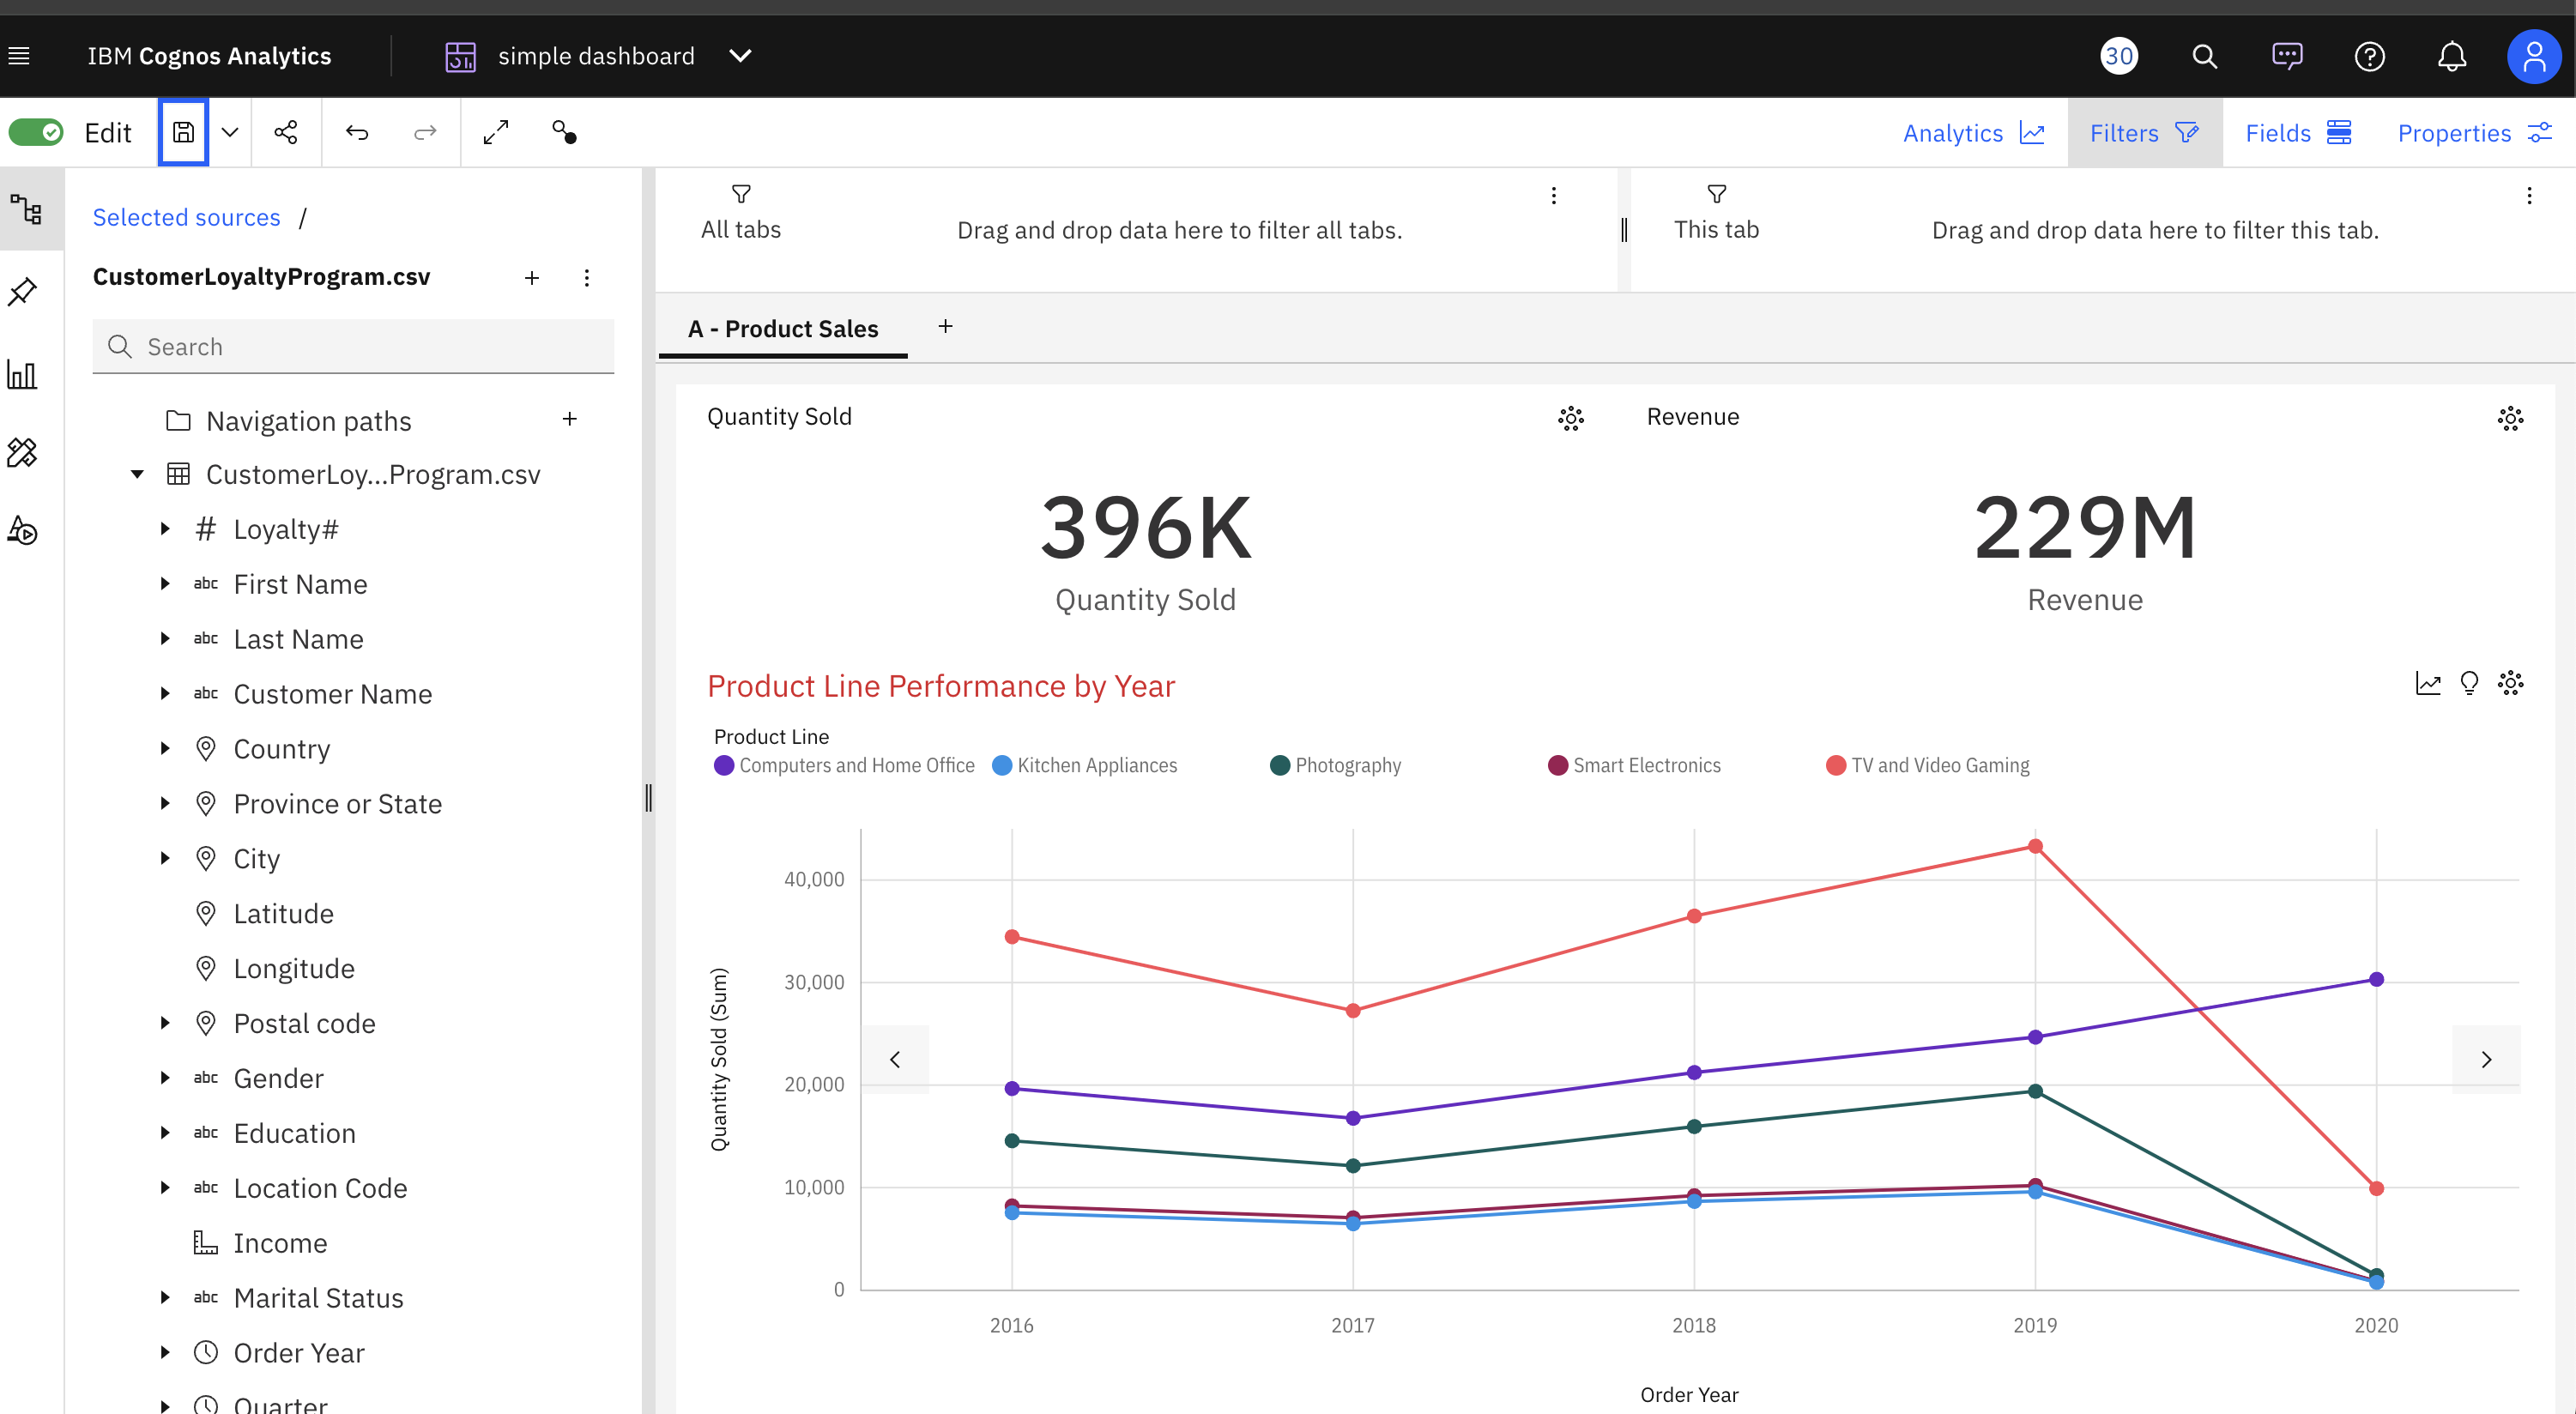 IBM Cognos Analytics
simple dashboard
30
Edit
Analytics
Filters
Fields
Properties
Selected sources /
CustomerLoyaltyProgram.csv
Search
Navigation paths
CustomerLoy...Program.csv
# Loyalty#
abc First Name
abc Last Name
abc Customer Name
Country
Province or State
City
Latitude
Longitude
Postal code
abc Gender
abc Education
abc Location Code
Income
abc Marital Status
Order Year
Quarter
All tabs
Drag and drop data here to filter all tabs.
This tab
Drag and drop data here to filter this tab.
A - Product Sales
Quantity Sold
396K
Quantity Sold
Revenue
229M
Revenue
Product Line Performance by Year
Product Line
Computers and Home Office
Kitchen Appliances
Photography
Smart Electronics
TV and Video Gaming
Quantity Sold (Sum)
40,000
30,000
20,000
10,000
0
2016
2017
2018
2019
2020
Order Year